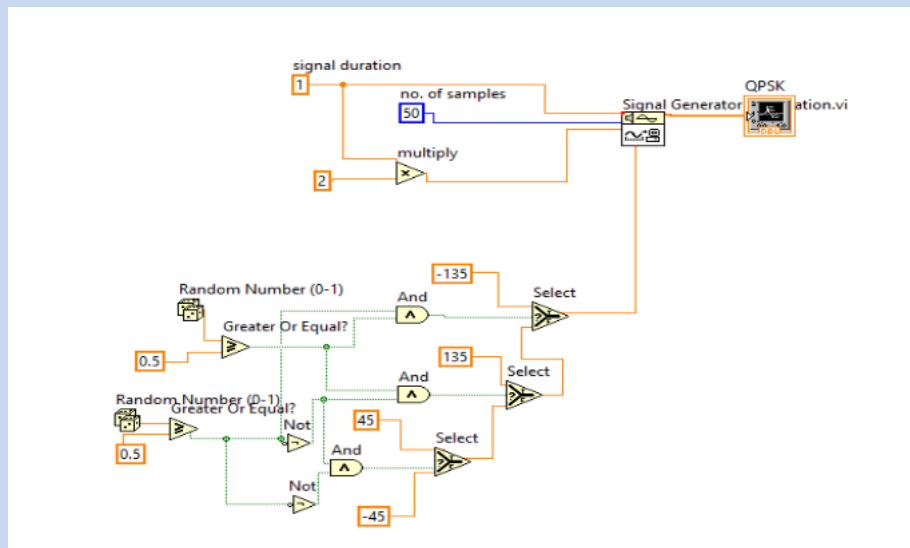 signal duration
1
QPSK
no. of samples
50
Signal Generator
ation.vi
DBL
multiply
×
2
-135
Random Number (0-1)
And
Select
Greater Or Equal?
0.5
135
And
Select
Random Number (0-1)
Greater Or Equal?
45
Not
Select
And
0.5
Not
-45